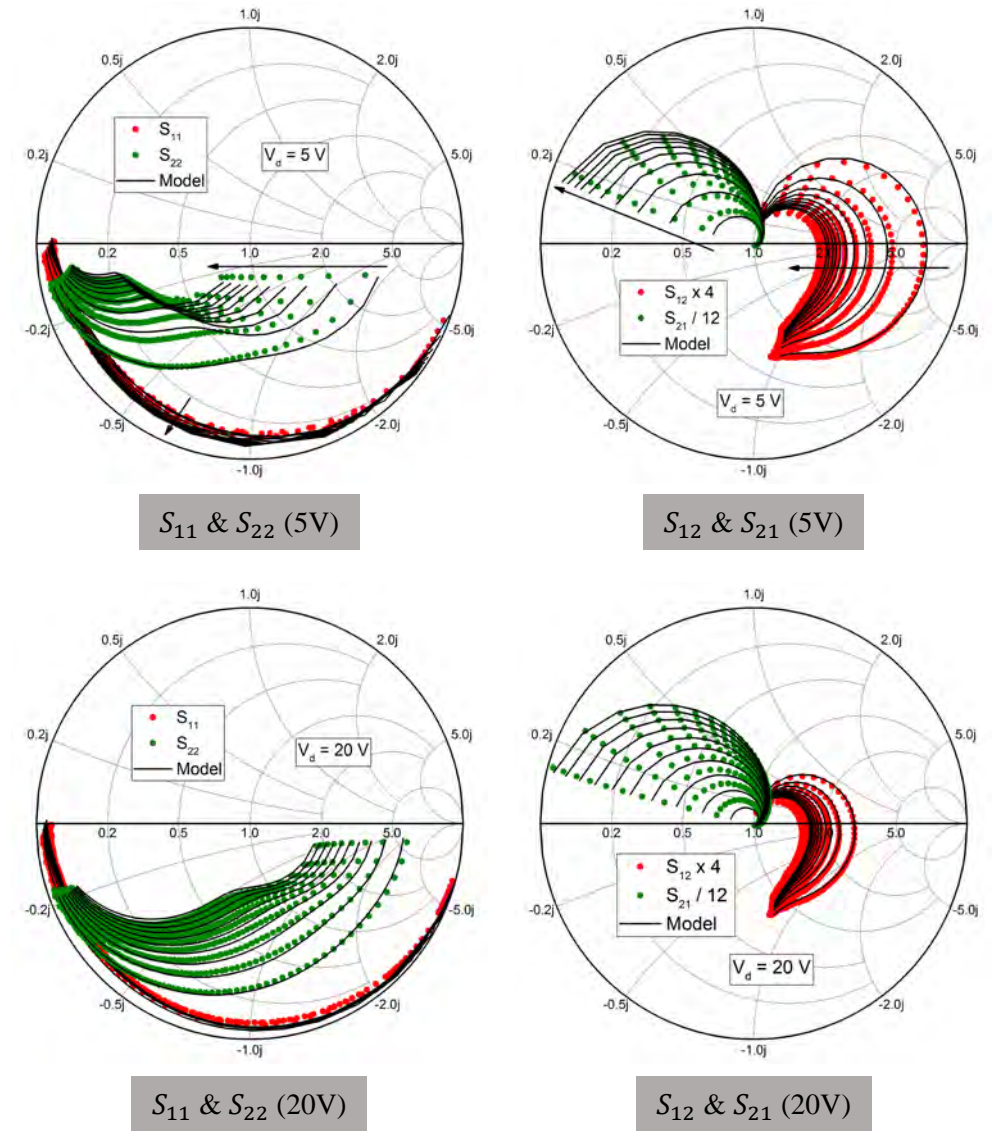 1.0j
0.5j
2.0j
S11
S22
Model
Vd = 5 V
0.2j
5.0j
0.2
0.5
1.0
2.0
5.0
-0.2j
-5.0j
-0.5j
-2.0j
-1.0j
S11 & S22 (5V)
1.0j
0.5j
2.0j
0.2j
5.0j
0.2
0.5
1.0
5.0
S12 x 4
S21 / 12
Model
-0.2j
-5.0j
Vd = 5 V
-0.5j
-2.0j
-1.0j
S12 & S21 (5V)
1.0j
0.5j
2.0j
S11
S22
Model
Vd = 20 V
0.2j
5.0j
0.2
0.5
1.0
2.0
5.0
-0.2j
-5.0j
-0.5j
-2.0j
-1.0j
S11 & S22 (20V)
1.0j
0.5j
2.0j
0.2j
5.0j
0.2
0.5
1.0
5.0
S12 x 4
S21 / 12
Model
-0.2j
-5.0j
Vd = 20 V
-0.5j
-2.0j
-1.0j
S12 & S21 (20V)